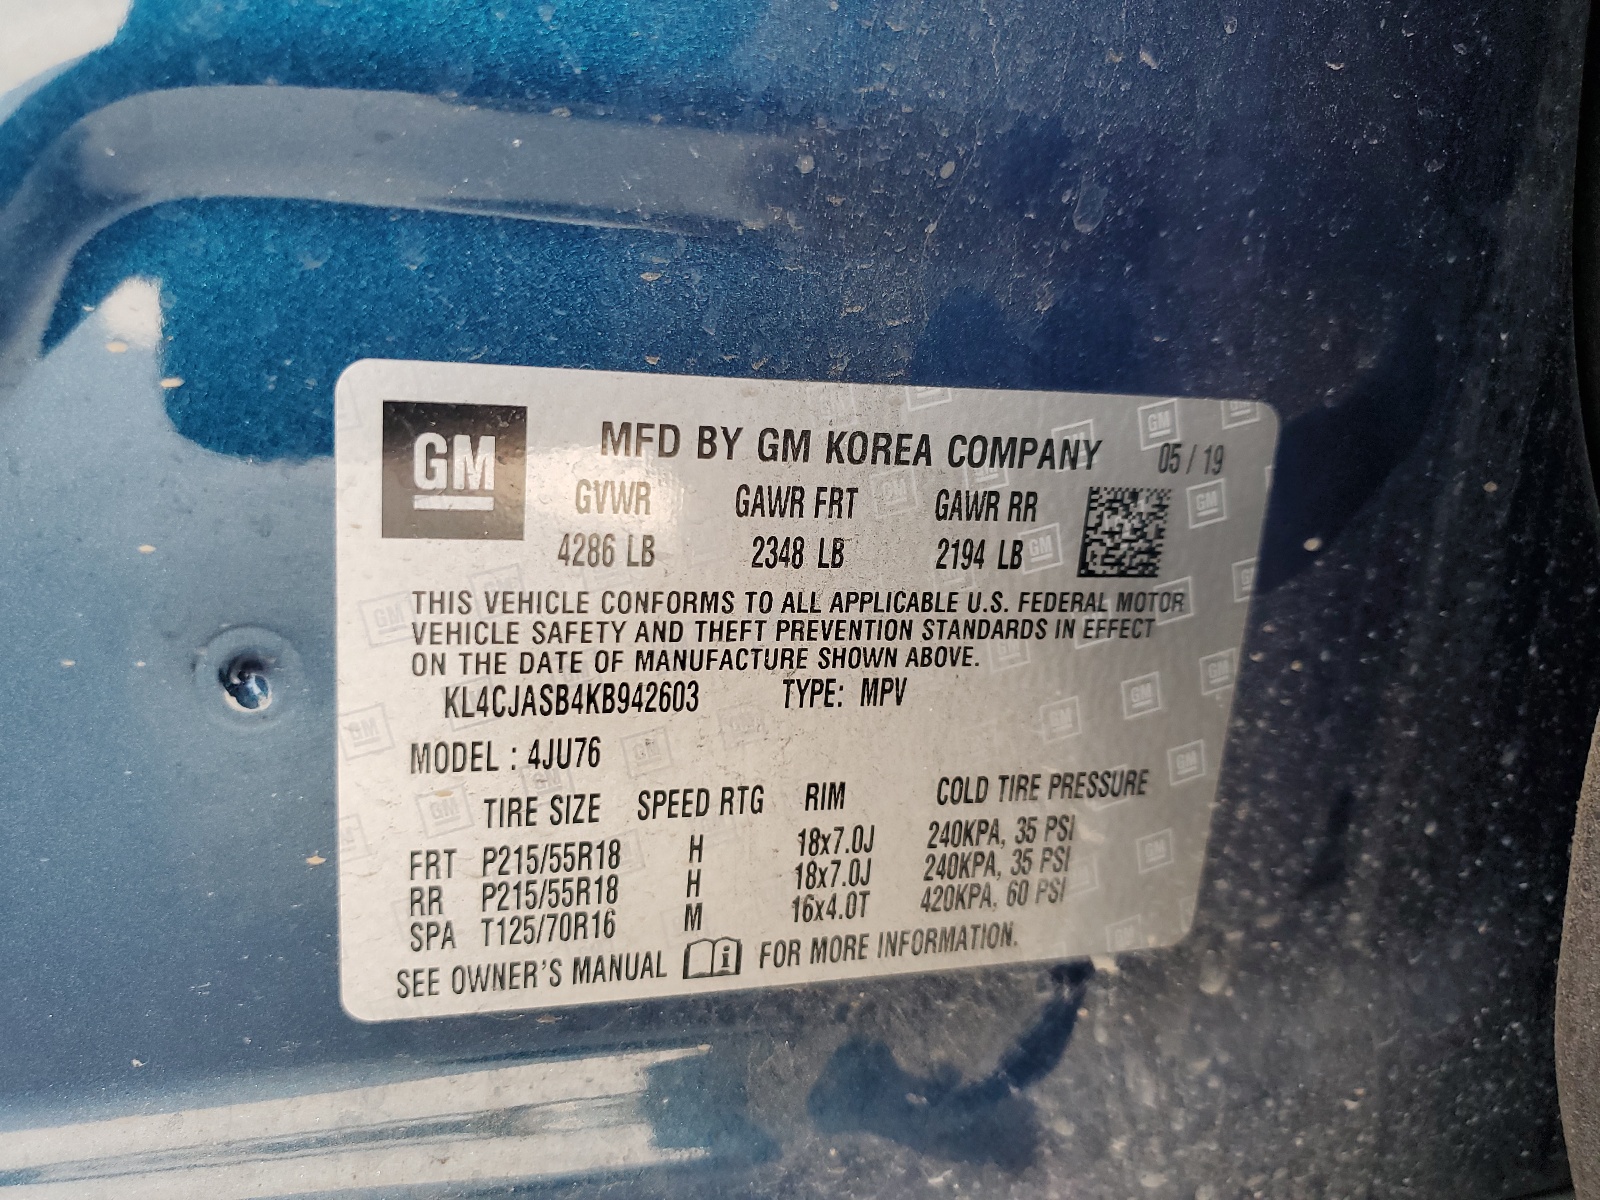 GM
MFD BY GM KOREA COMPANY 05 / 19
GVWR GAWR FRT GAWR RR
4286 LB 2348 LB 2194 LB
THIS VEHICLE CONFORMS TO ALL APPLICABLE U.S. FEDERAL MOTOR
VEHICLE SAFETY AND THEFT PREVENTION STANDARDS IN EFFECT
ON THE DATE OF MANUFACTURE SHOWN ABOVE.
KL4CJASB4KB942603 TYPE: MPV
MODEL : 4JU76
TIRE SIZE SPEED RTG RIM COLD TIRE PRESSURE
FRT P215/55R18 H 18x7.0J 240KPA, 35 PSI
RR P215/55R18 H 18x7.0J 240KPA, 35 PSI
SPA T125/70R16 M 16x4.0T 420KPA, 60 PSI
SEE OWNER'S MANUAL i FOR MORE INFORMATION.